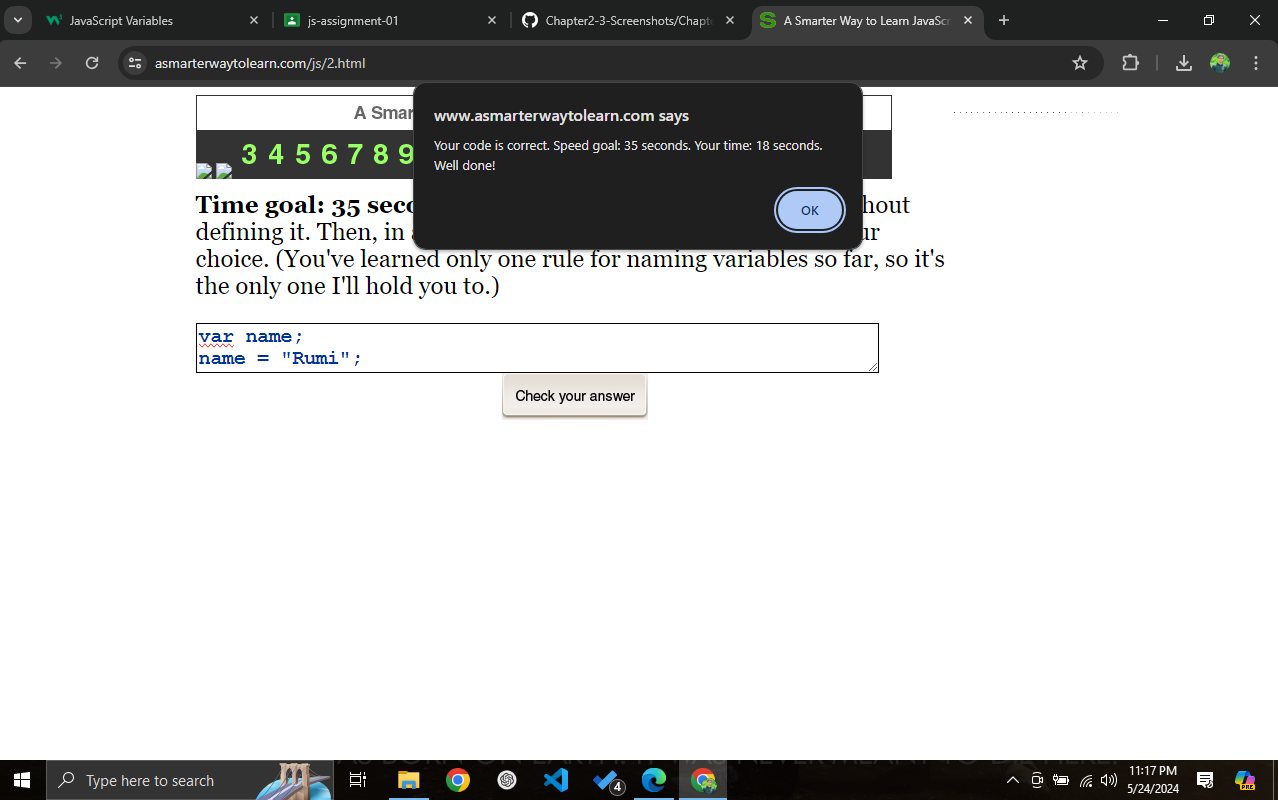 JavaScript Variables
js-assignment-01
Chapter2-3-Screenshots/Chapte
A Smarter Way to Learn JavaScr
asmarterwaytolearn.com/js/2.html
A Smar
3 4 5 6 7 8 9
www.asmarterwaytolearn.com says
Your code is correct. Speed goal: 35 seconds. Your time: 18 seconds.
Well done!
OK
Time goal: 35 seco hout
defining it. Then, in ur
choice. (You've learned only one rule for naming variables so far, so it's
the only one I'll hold you to.)
var name;
name = "Rumi";
Check your answer
Type here to search
4
11:17 PM
5/24/2024
PRE